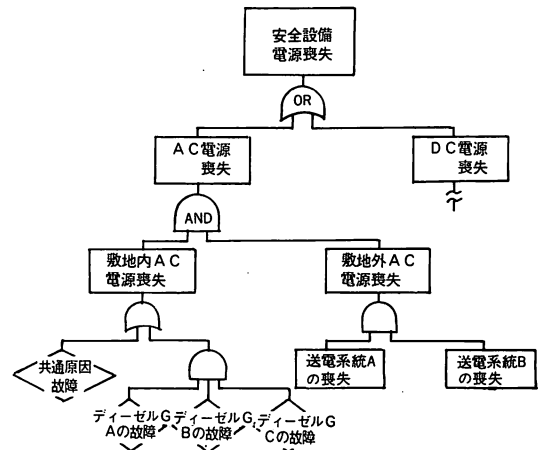 安全設備
電源喪失
OR
AC電源
喪失
DC電源
喪失
AND
敷地内AC
電源喪失
敷地外AC
電源喪失
共通原因
故障
送電系統A
の喪失
送電系統B
の喪失
ディーゼルG
Aの故障
ディーゼルG
Bの故障
ディーゼルG
Cの故障